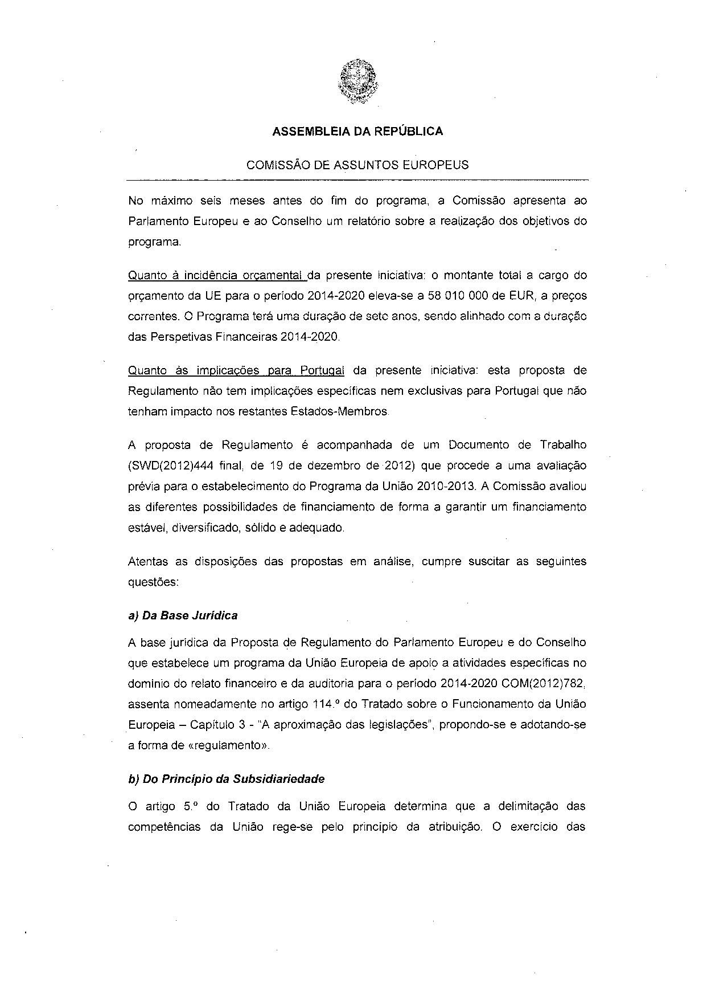 ASSEMBLEIA DA REPÚBLICA
COMISSÃO DE ASSUNTOS EUROPEUS
No máximo seis meses antes do fim do programa, a Comissão apresenta ao
Parlamento Europeu e ao Conselho um relatório sobre a realização dos objetivos do
programa.
Quanto à incidência orçamental da presente iniciativa: o montante total a cargo do
orçamento da UE para o período 2014-2020 eleva-se a 58 010 000 de EUR, a preços
correntes. O Programa terá uma duração de sete anos, sendo alinhado com a duração
das Perspetivas Financeiras 2014-2020.
Quanto às implicações para Portugal da presente iniciativa: esta proposta de
Regulamento não tem implicações específicas nem exclusivas para Portugal que não
tenham impacto nos restantes Estados-Membros.
A proposta de Regulamento é acompanhada de um Documento de Trabalho
(SWD(2012)444 final, de 19 de dezembro de 2012) que procede a uma avaliação
prévia para o estabelecimento do Programa da União 2010-2013. A Comissão avaliou
as diferentes possibilidades de financiamento de forma a garantir um financiamento
estável, diversificado, sólido e adequado.
Atentas as disposições das propostas em análise, cumpre suscitar as seguintes
questões:
a) Da Base Jurídica
A base jurídica da Proposta de Regulamento do Parlamento Europeu e do Conselho
que estabelece um programa da União Europeia de apoio a atividades específicas no
domínio do relato financeiro e da auditoria para o período 2014-2020 COM(2012)782,
assenta nomeadamente no artigo 114.º do Tratado sobre o Funcionamento da União
Europeia – Capítulo 3 - "A aproximação das legislações", propondo-se e adotando-se
a forma de «regulamento».
b) Do Princípio da Subsidiariedade
O artigo 5.º do Tratado da União Europeia determina que a delimitação das
competências da União rege-se pelo princípio da atribuição. O exercício das